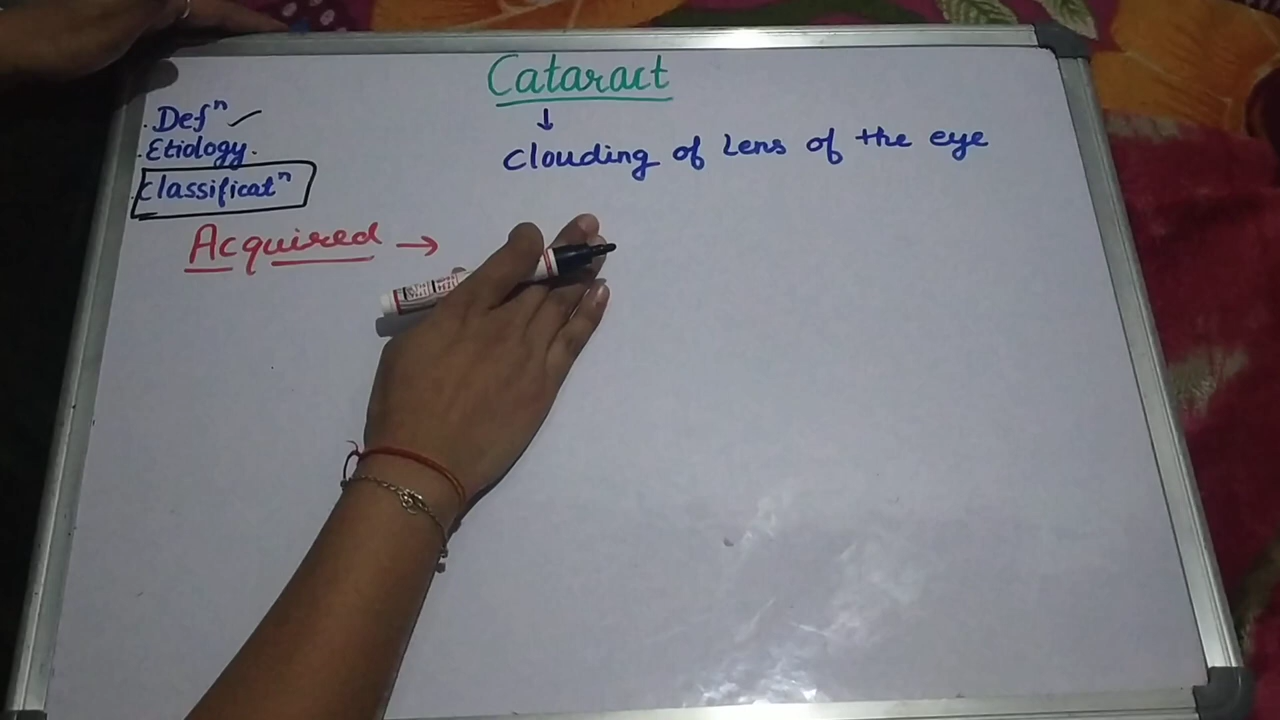 Cataract
↓
clouding of Lens of the eye
. Defⁿ ✓
. Etiology.
. classificatⁿ
Acquired →